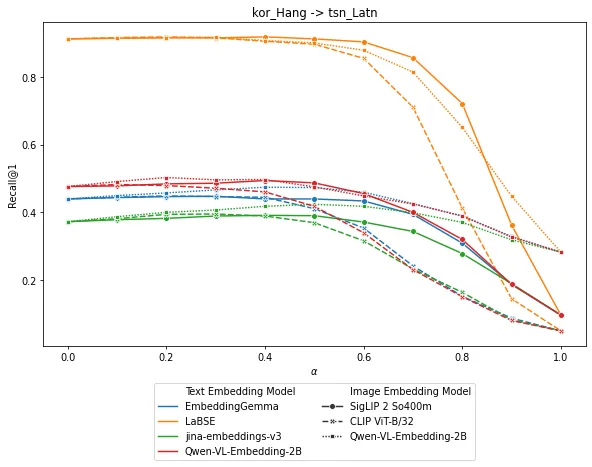 kor_Hang -> tsn_Latn
Recall@1
0.8
0.6
0.4
0.2
0.0 0.2 0.4 0.6 0.8 1.0
α
Text Embedding Model
EmbeddingGemma
LaBSE
jina-embeddings-v3
Qwen-VL-Embedding-2B
Image Embedding Model
SigLIP 2 So400m
CLIP ViT-B/32
Qwen-VL-Embedding-2B